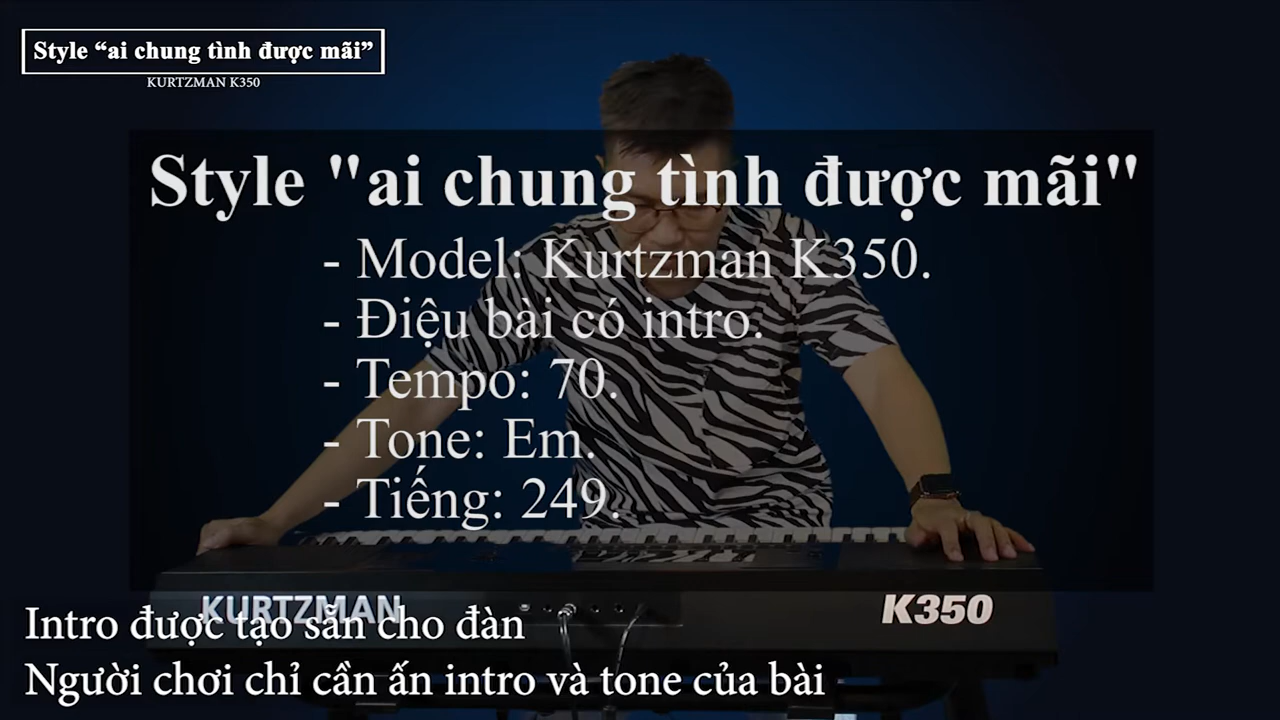 Style “ai chung tình được mãi”
KURTZMAN K350
Style "ai chung tình được mãi"
- Model: Kurtzman K350.
- Điệu bài có intro.
- Tempo: 70.
- Tone: Em.
- Tiếng: 249.
KURTZMAN
K350
Intro được tạo sẵn cho đàn
Người chơi chỉ cần ấn intro và tone của bài